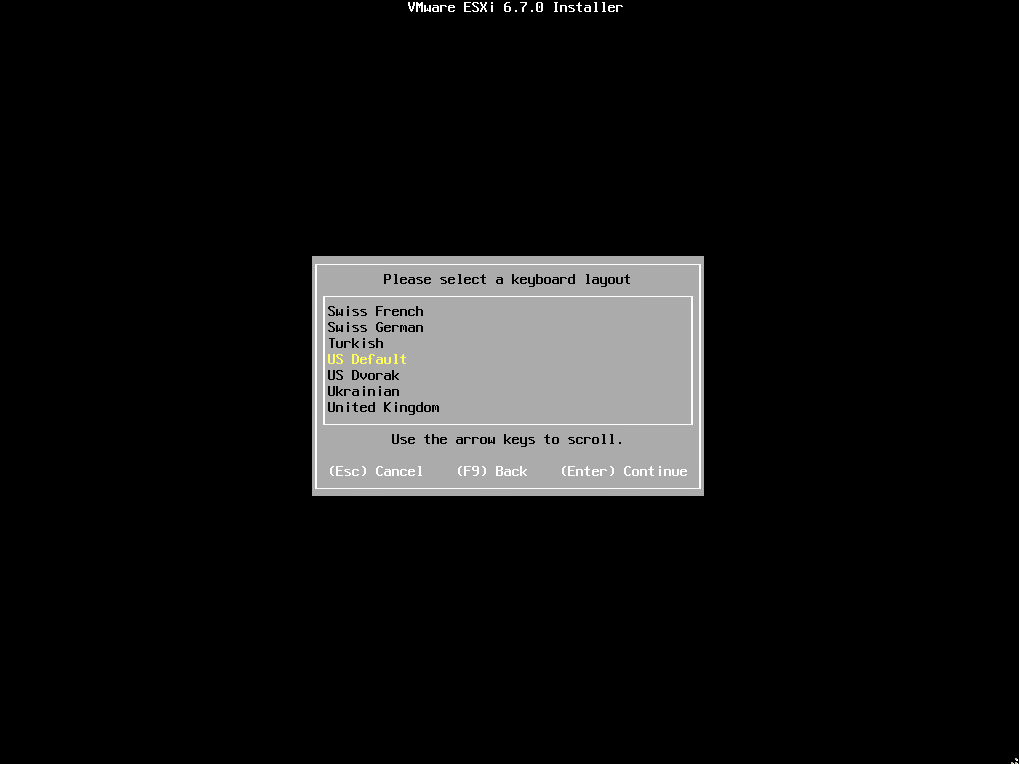 VMware ESXi 6.7.0 Installer
Please select a keyboard layout
Swiss French
Swiss German
Turkish
US Default
US Dvorak
Ukrainian
United Kingdom
Use the arrow keys to scroll.
(Esc) Cancel (F9) Back (Enter) Continue